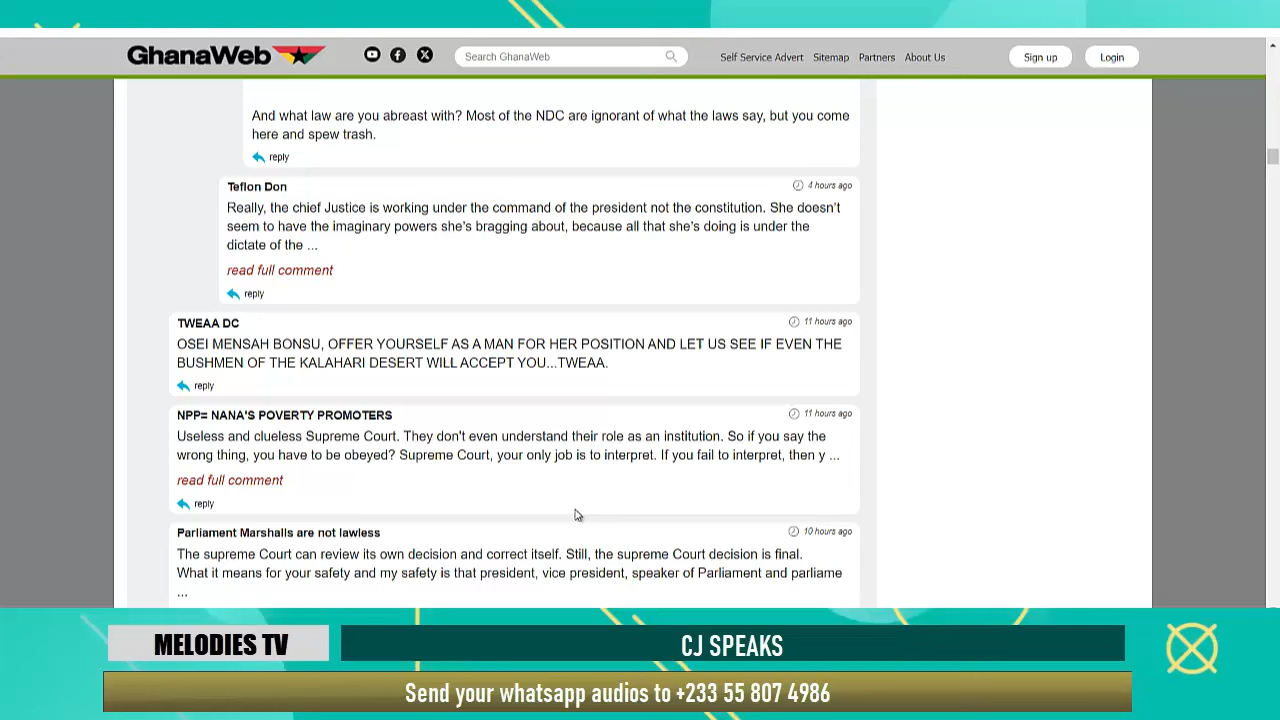 GhanaWeb
Search GhanaWeb
Self Service Advert Sitemap Partners About Us
Sign up
Login
And what law are you abreast with? Most of the NDC are ignorant of what the laws say, but you come
here and spew trash.
reply
Teflon Don
4 hours ago
Really, the chief Justice is working under the command of the president not the constitution. She doesn't
seem to have the imaginary powers she's bragging about, because all that she's doing is under the
dictate of the ...
read full comment
reply
TWEAA DC
11 hours ago
OSEI MENSAH BONSU, OFFER YOURSELF AS A MAN FOR HER POSITION AND LET US SEE IF EVEN THE
BUSHMEN OF THE KALAHARI DESERT WILL ACCEPT YOU...TWEAA.
reply
NPP= NANA'S POVERTY PROMOTERS
11 hours ago
Useless and clueless Supreme Court. They don't even understand their role as an institution. So if you say the
wrong thing, you have to be obeyed? Supreme Court, your only job is to interpret. If you fail to interpret, then y ...
read full comment
reply
Parliament Marshalls are not lawless
10 hours ago
The supreme Court can review its own decision and correct itself. Still, the supreme Court decision is final.
What it means for your safety and my safety is that president, vice president, speaker of Parliament and parliame
...
MELODIES TV
CJ SPEAKS
Send your whatsapp audios to +233 55 807 4986